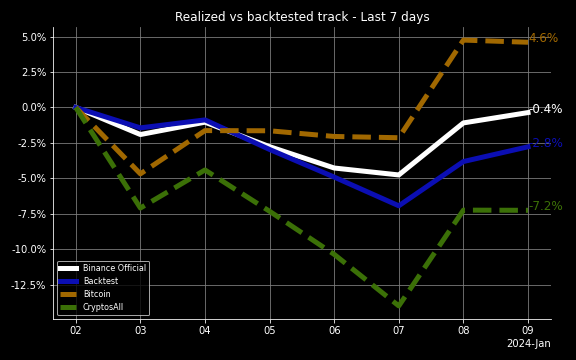 Realized vs backtested track - Last 7 days
5.0%
2.5%
0.0%
-2.5%
-5.0%
-7.5%
-10.0%
-12.5%
4.6%
-0.4%
-2.8%
-7.2%
Binance Official
Backtest
Bitcoin
CryptosAll
02 03 04 05 06 07 08 09
2024-Jan